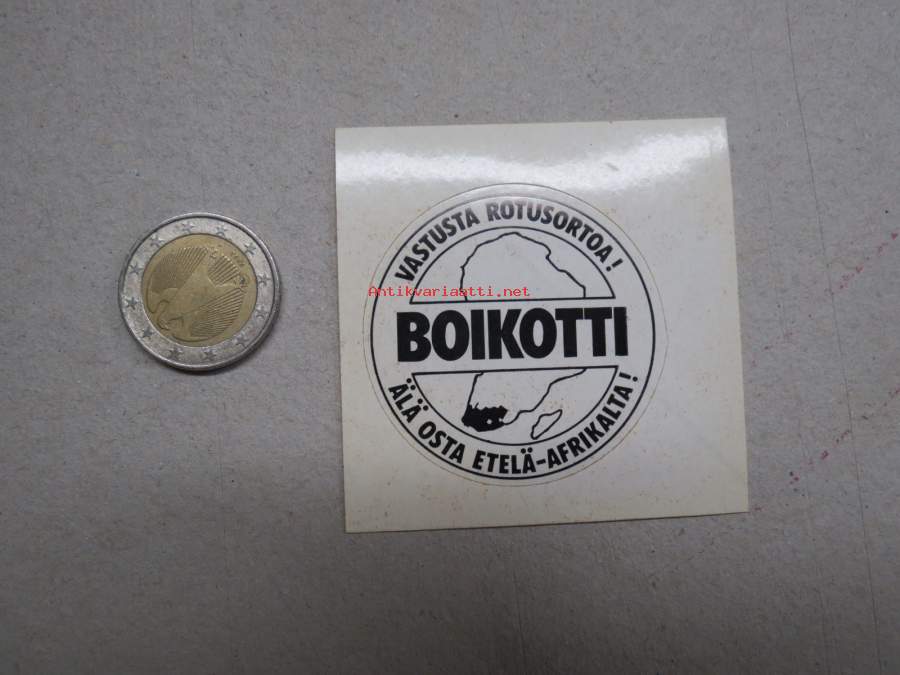 VASTUSTA ROTUSORTOA!
Antikvariaatti.net
BOIKOTTI
ÄLÄ OSTA ETELÄ-AFRIKALTA!